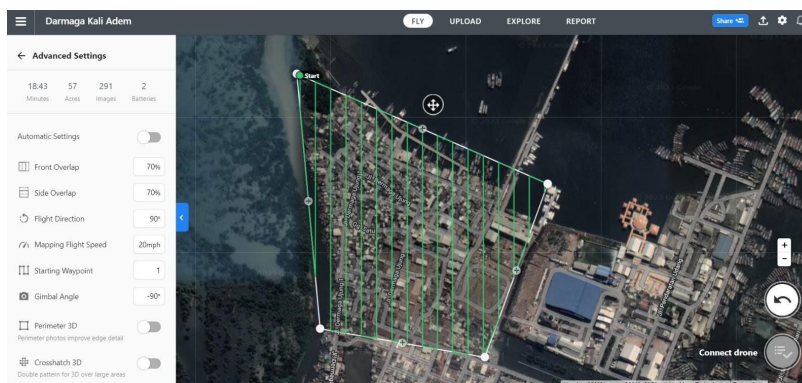 Darmaga Kali Adem
FLY
UPLOAD
EXPLORE
REPORT
Share
Advanced Settings
18:43 57 291 2
Minutes Acres Images Batteries
Automatic Settings
Front Overlap 70%
Side Overlap 70%
Flight Direction 90°
Mapping Flight Speed 20mph
Starting Waypoint 1
Gimbal Angle -90°
Perimeter 3D
Perimeter photos improve edge detail
Crosshatch 3D
Double pattern for 3D over large areas
Start
Connect drone